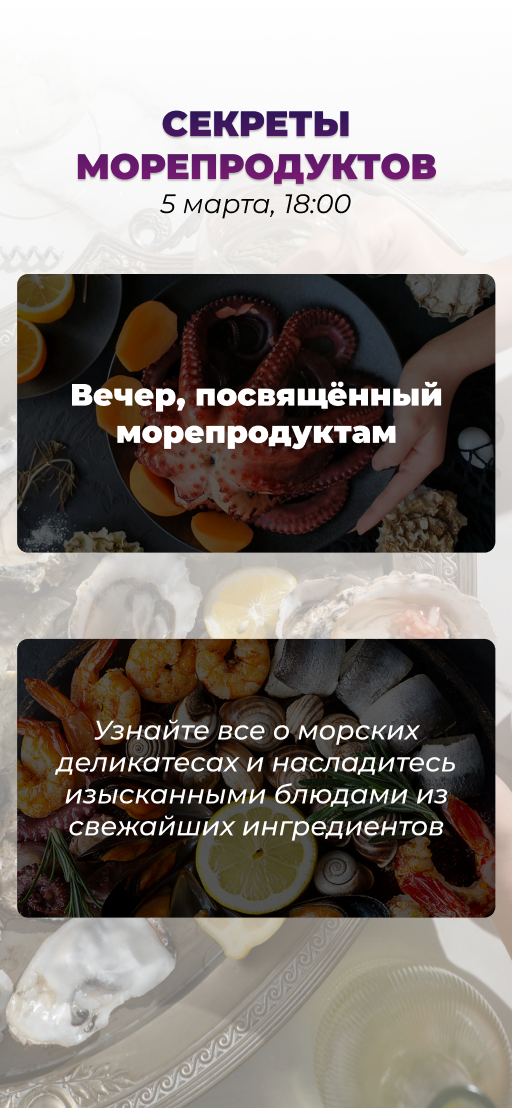 СЕКРЕТЫ
МОРЕПРОДУКТОВ
5 марта, 18:00
Вечер, посвящённый
морепродуктам
Узнайте все о морских
деликатесах и насладитесь
изысканными блюдами из
свежайших ингредиентов